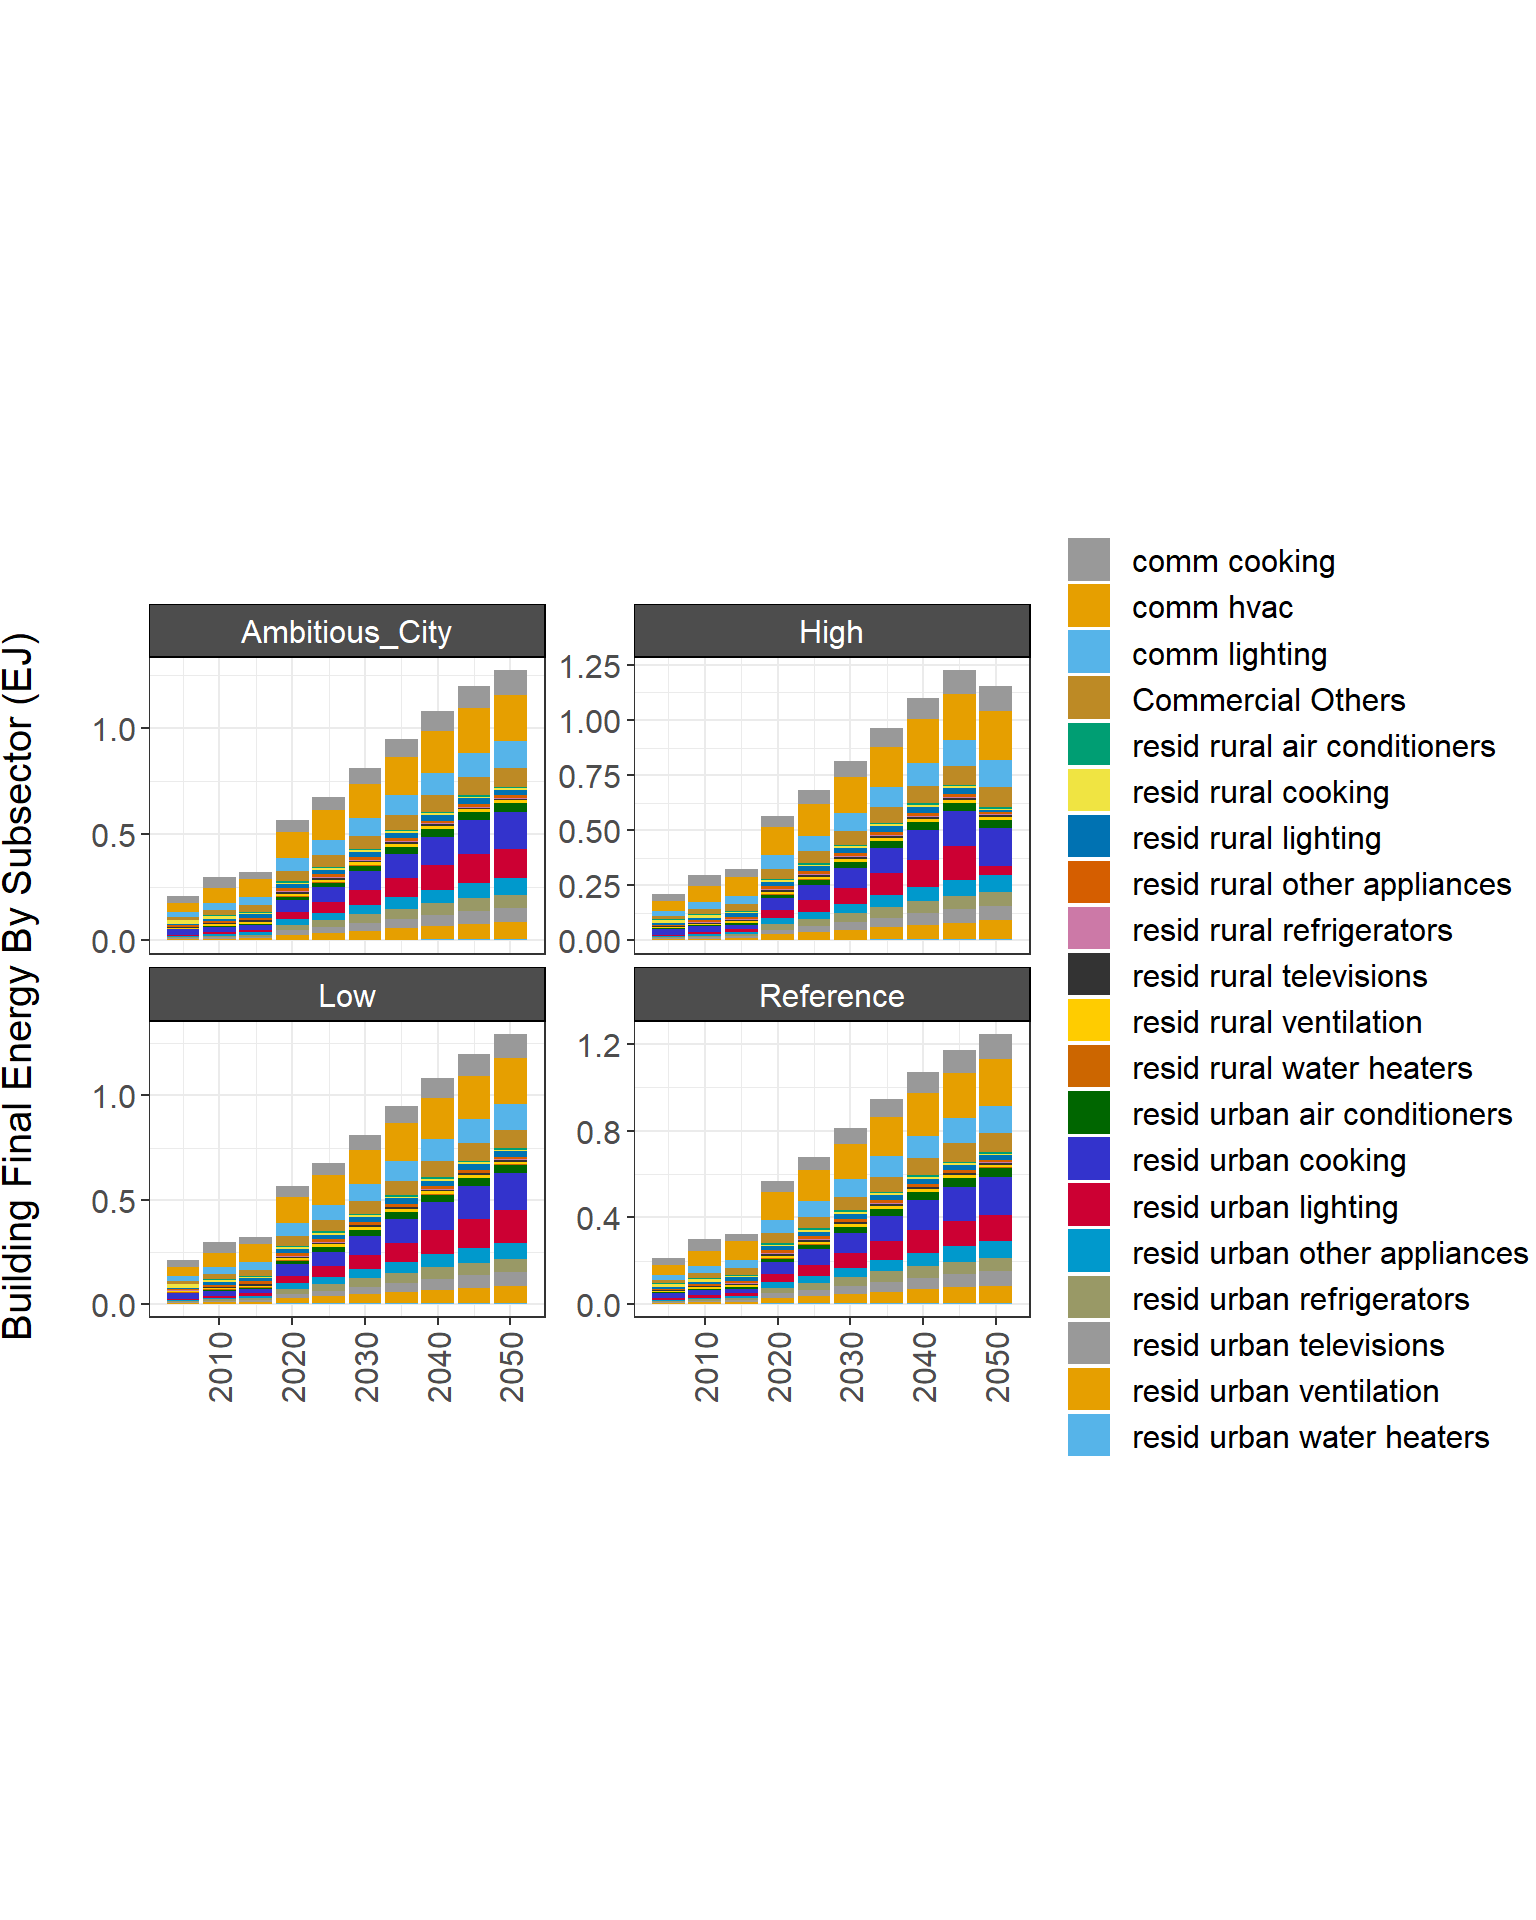 Building Final Energy By Subsector (EJ)
Ambitious_City
High
1.0
0.5
0.0
1.25
1.00
0.75
0.50
0.25
0.00
Low
Reference
1.0
0.5
0.0
1.2
0.8
0.4
0.0
2010
2020
2030
2040
2050
2010
2020
2030
2040
2050
comm cooking
comm hvac
comm lighting
Commercial Others
resid rural air conditioners
resid rural cooking
resid rural lighting
resid rural other appliances
resid rural refrigerators
resid rural televisions
resid rural ventilation
resid rural water heaters
resid urban air conditioners
resid urban cooking
resid urban lighting
resid urban other appliances
resid urban refrigerators
resid urban televisions
resid urban ventilation
resid urban water heaters